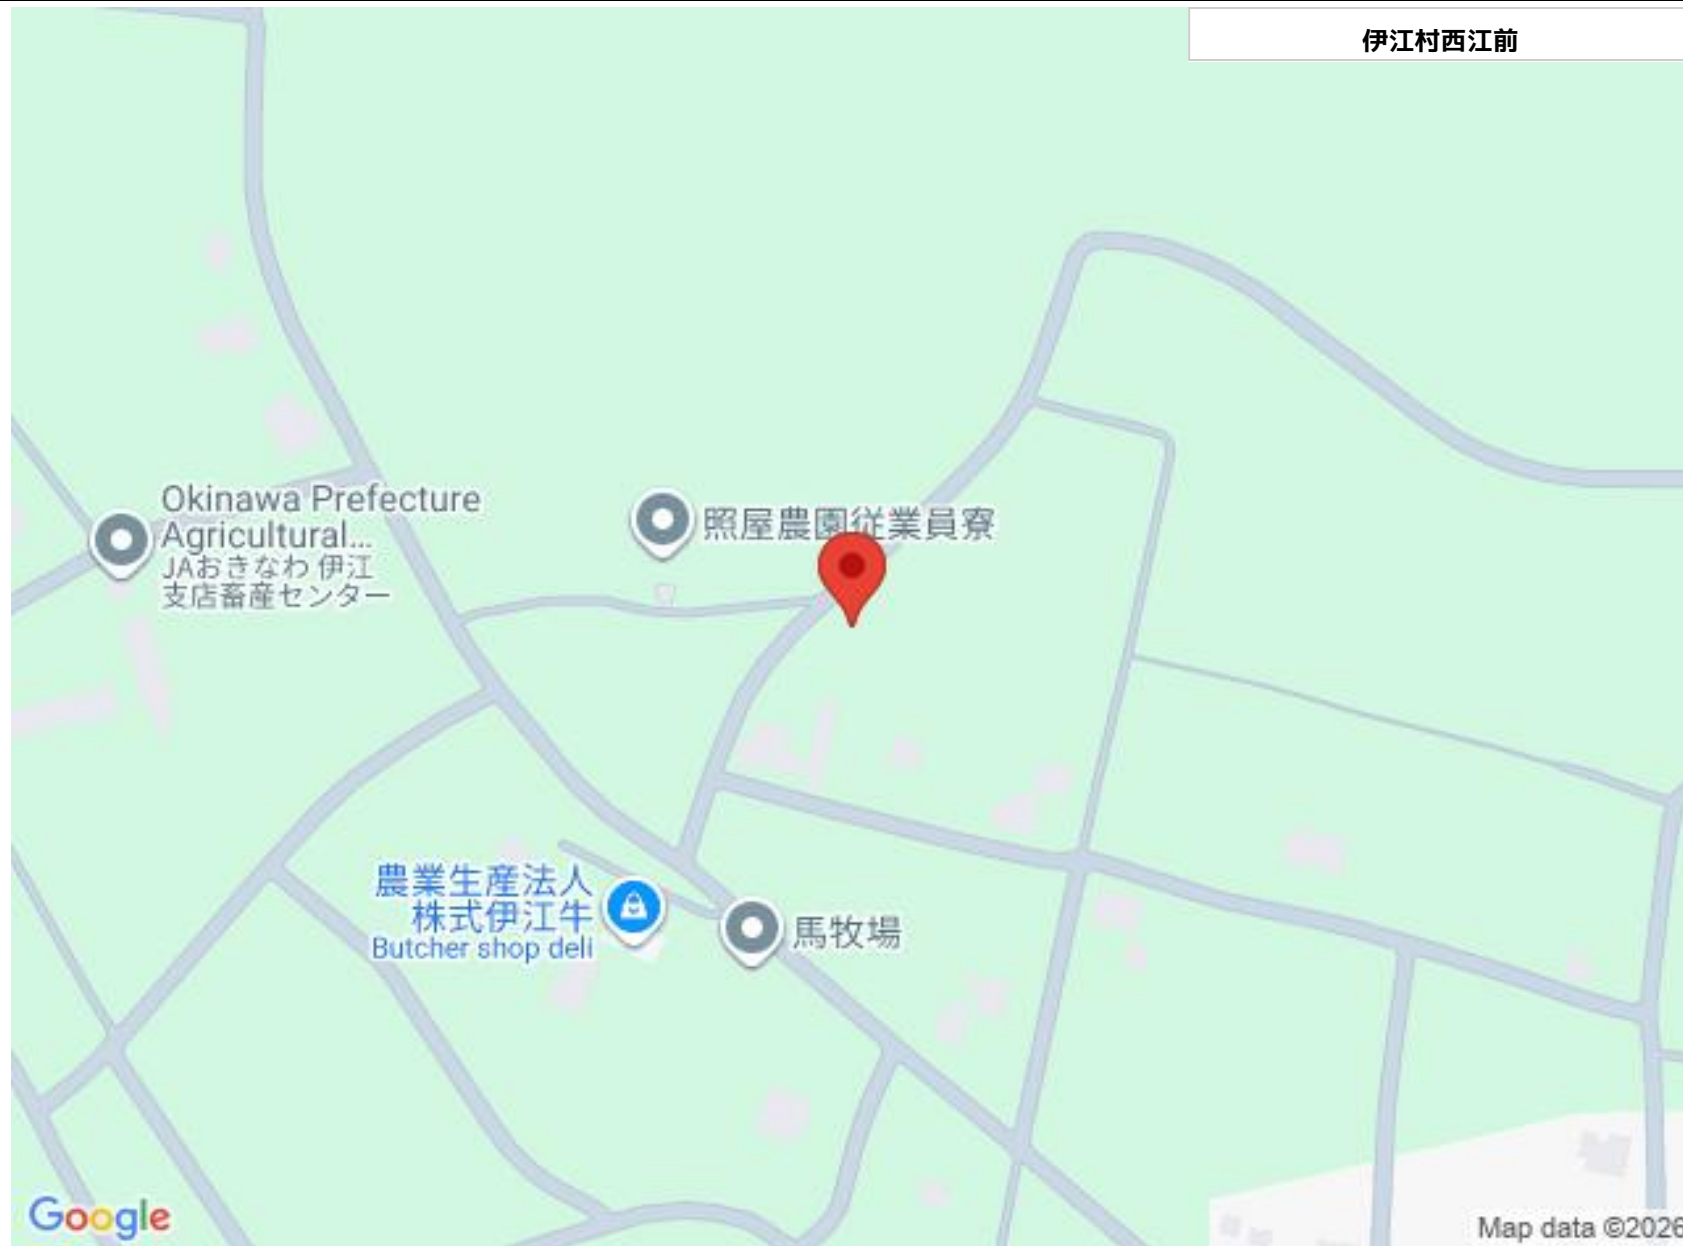 伊江村西江前
Okinawa Prefecture
Agricultural...
JAおきなわ 伊江
支店畜産センター
照屋農園従業員寮
農業生産法人
株式伊江牛
Butcher shop deli
馬牧場
Google
Map data ©2026